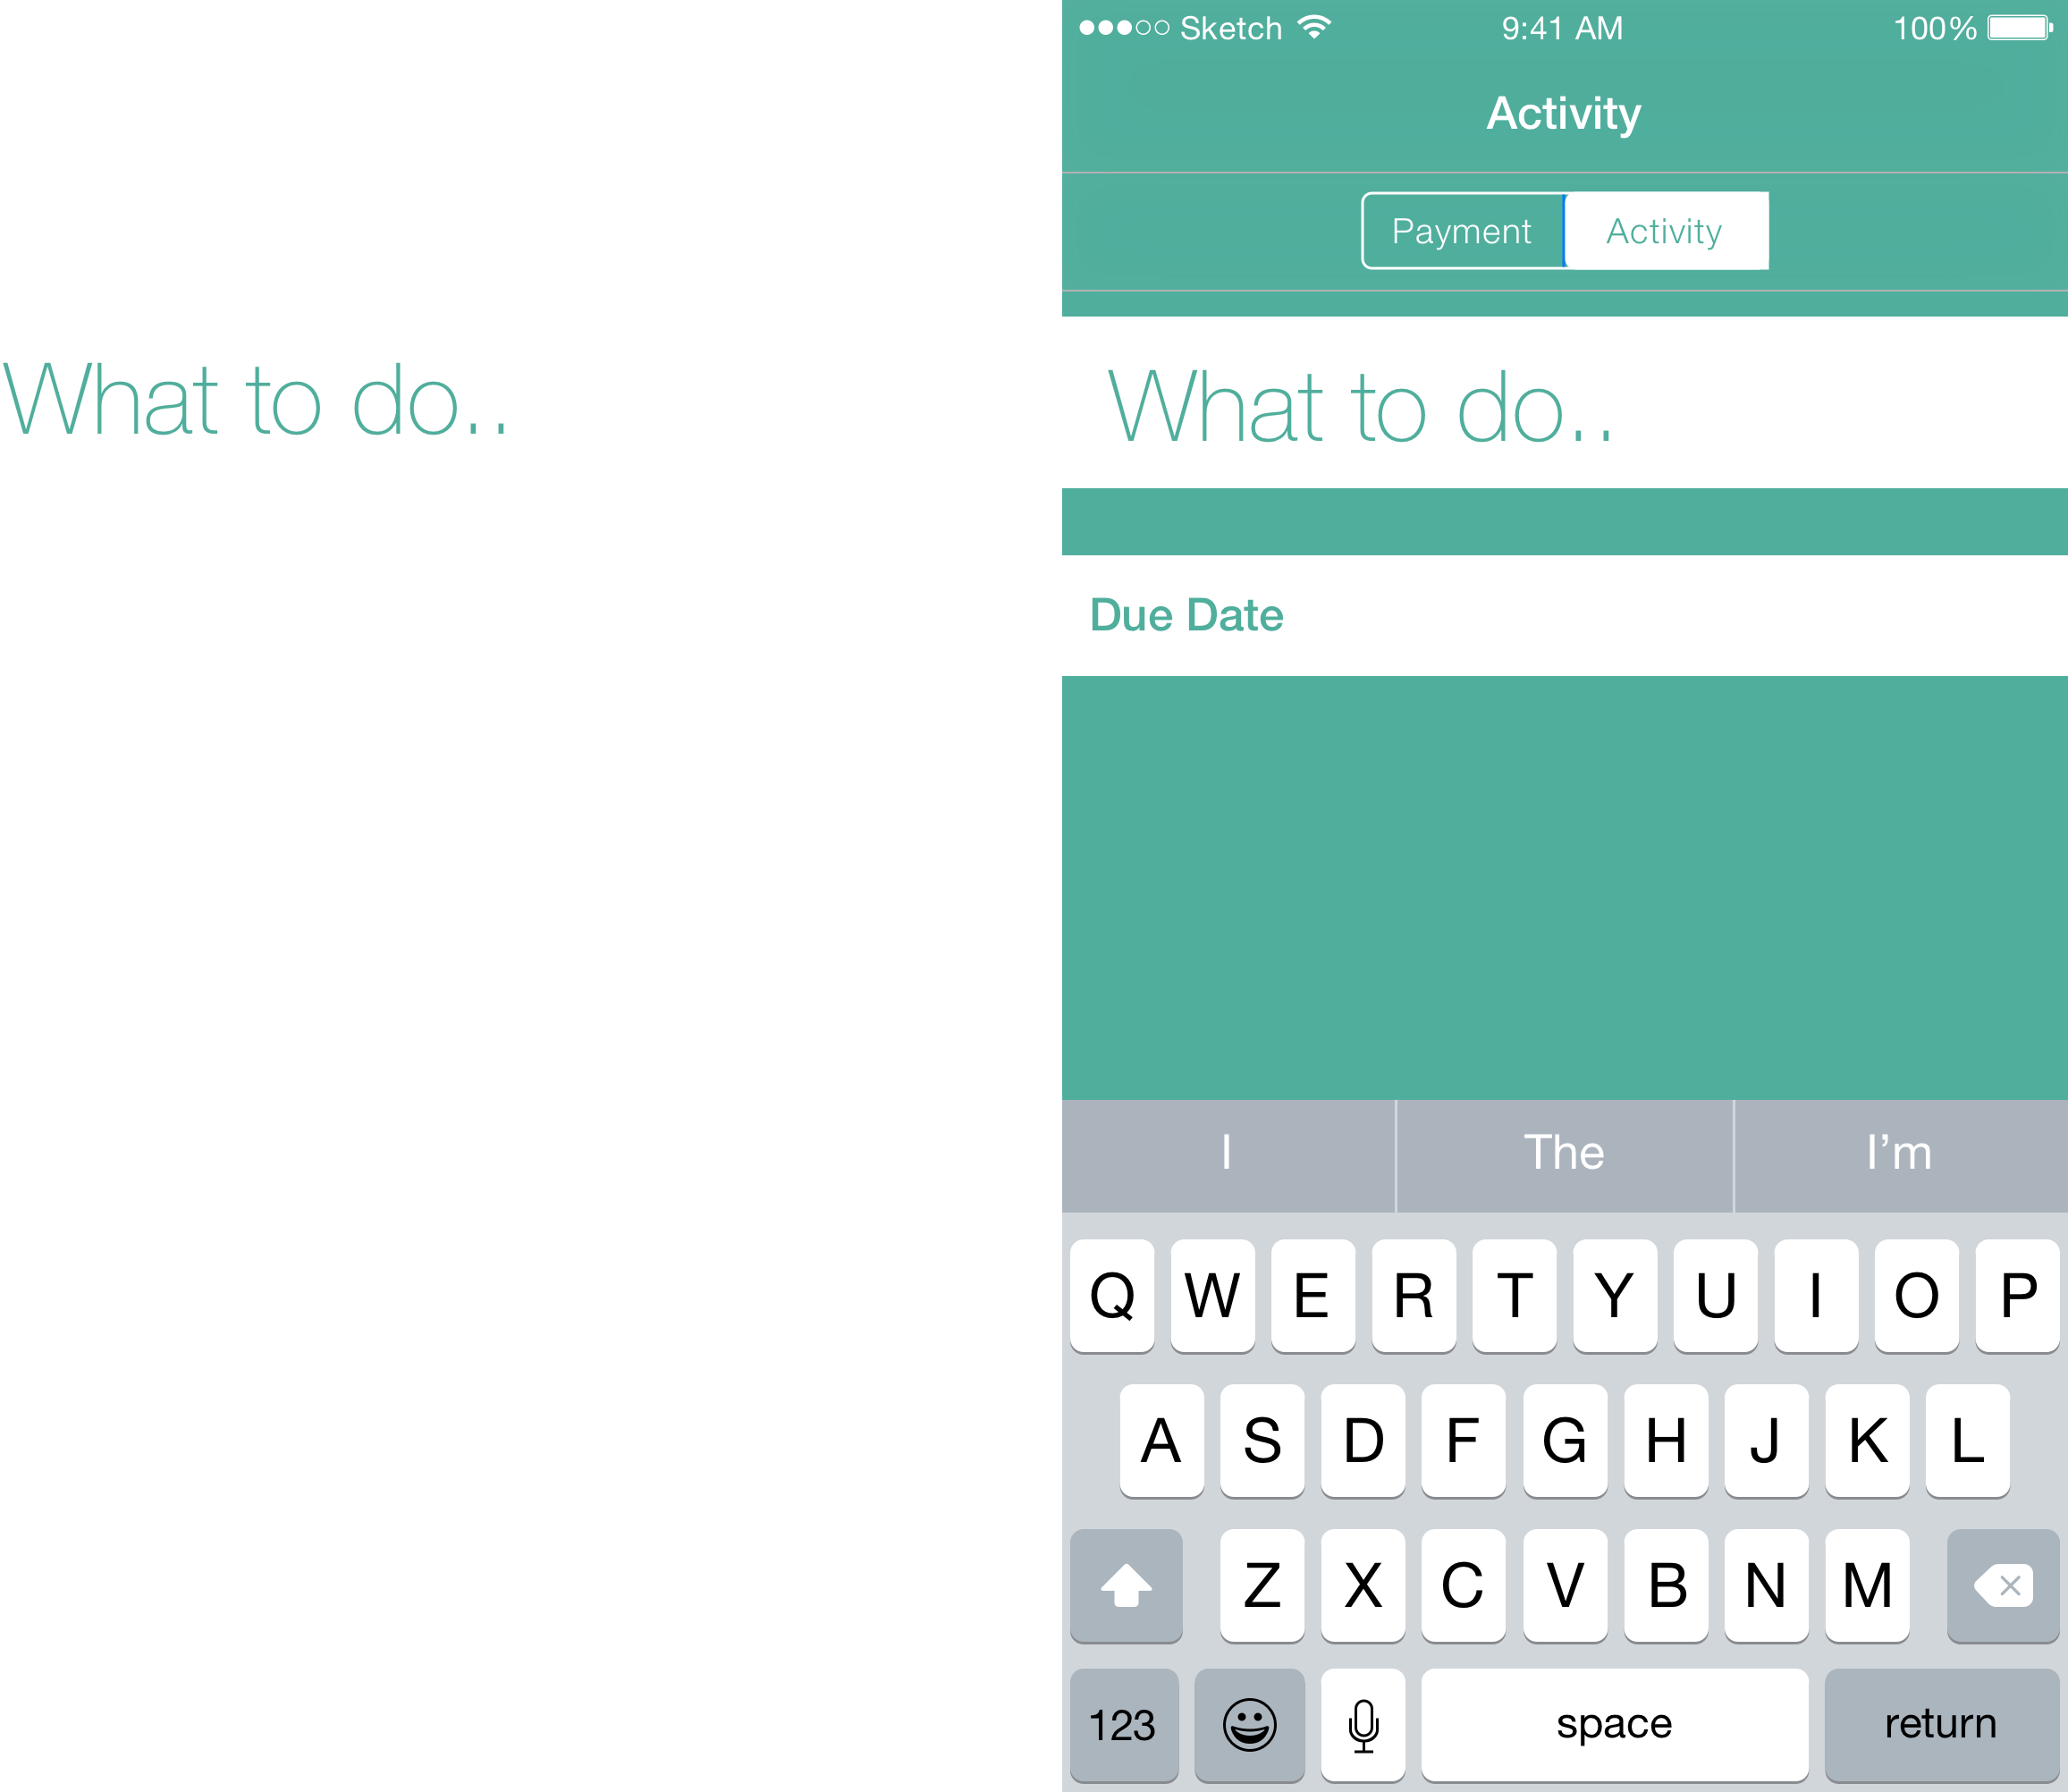 What to do..
Sketch 9:41 AM 100%
Activity
Payment Activity
What to do..
Due Date
I The I’m
Q W E R T Y U I O P
A S D F G H J K L
Z X C V B N M
123 space return